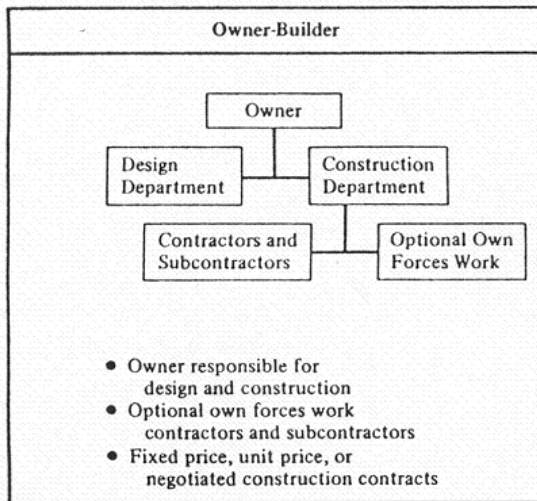 Owner-Builder
Owner
Design
Department
Construction
Department
Contractors and
Subcontractors
Optional Own
Forces Work
• Owner responsible for
design and construction
• Optional own forces work
contractors and subcontractors
• Fixed price, unit price, or
negotiated construction contracts